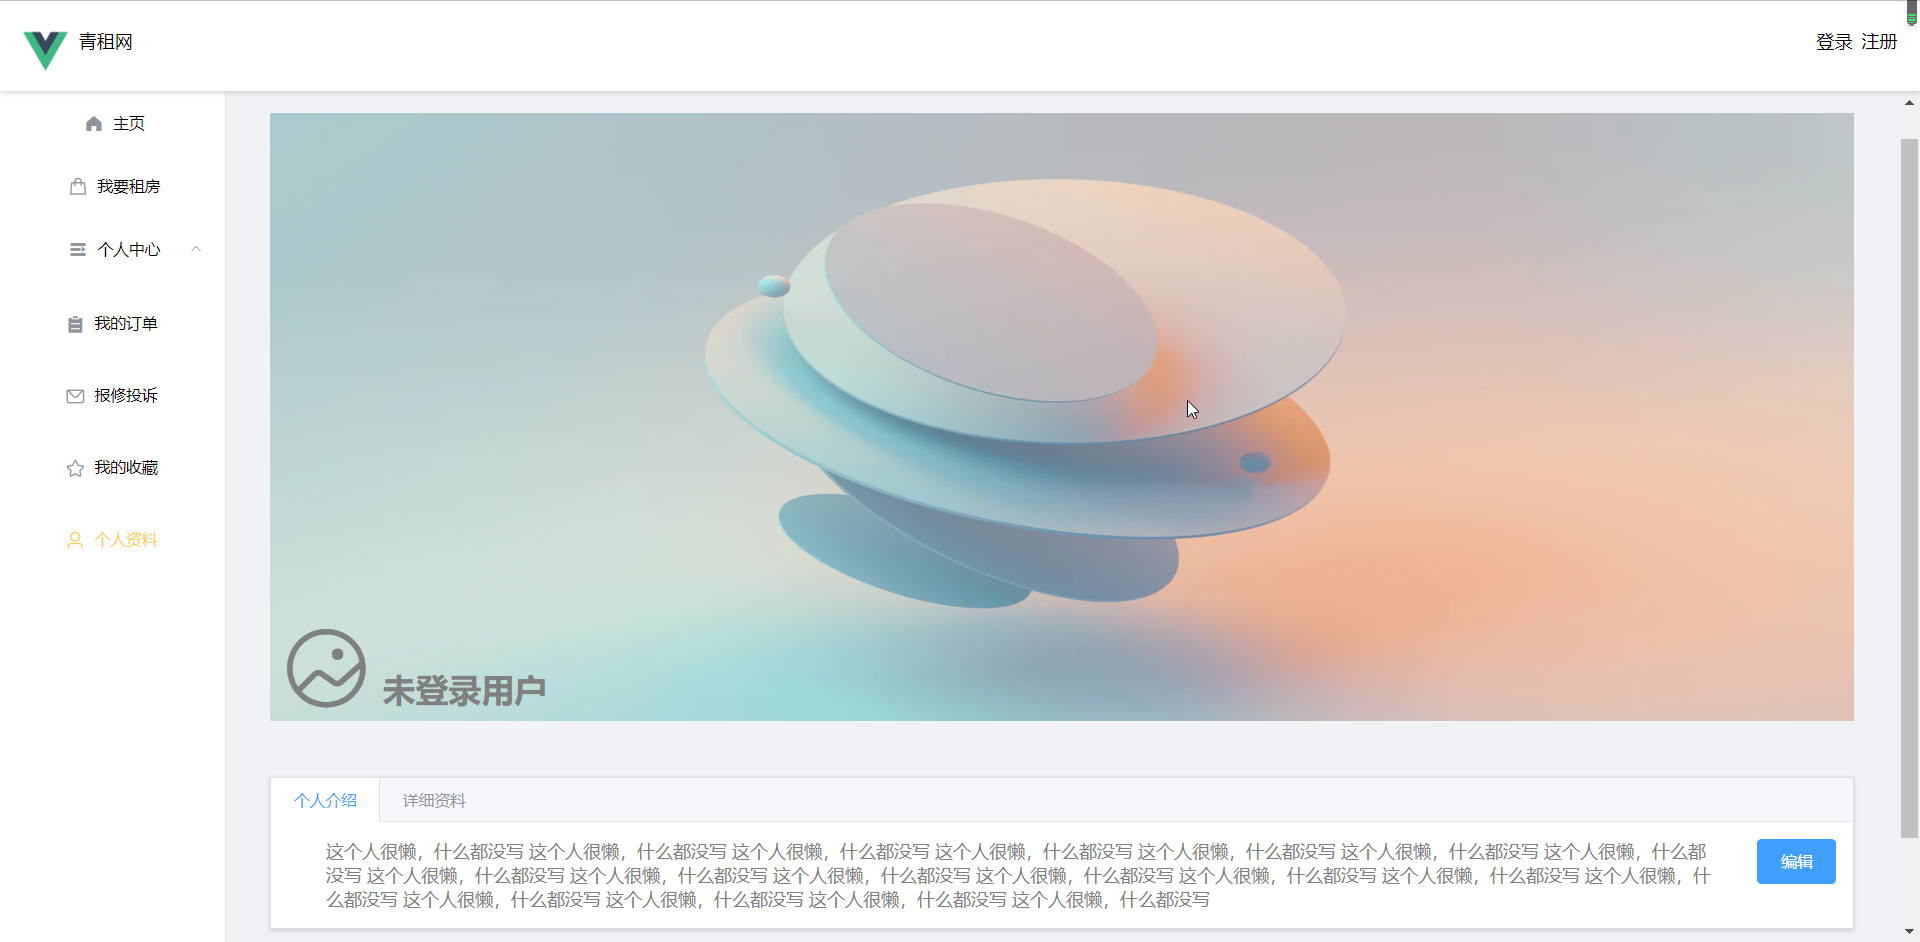 青租网
登录 注册
主页
我要租房
个人中心
我的订单
报修投诉
我的收藏
个人资料
未登录用户
个人介绍 详细资料
这个人很懒，什么都没写 这个人很懒，什么都没写 这个人很懒，什么都没写 这个人很懒，什么都没写 这个人很懒，什么都没写 这个人很懒，什么都没写 这个人很懒，什么都
没写 这个人很懒，什么都没写 这个人很懒，什么都没写 这个人很懒，什么都没写 这个人很懒，什么都没写 这个人很懒，什么都没写 这个人很懒，什么都没写 这个人很懒，什
么都没写 这个人很懒，什么都没写 这个人很懒，什么都没写 这个人很懒，什么都没写 这个人很懒，什么都没写
编辑